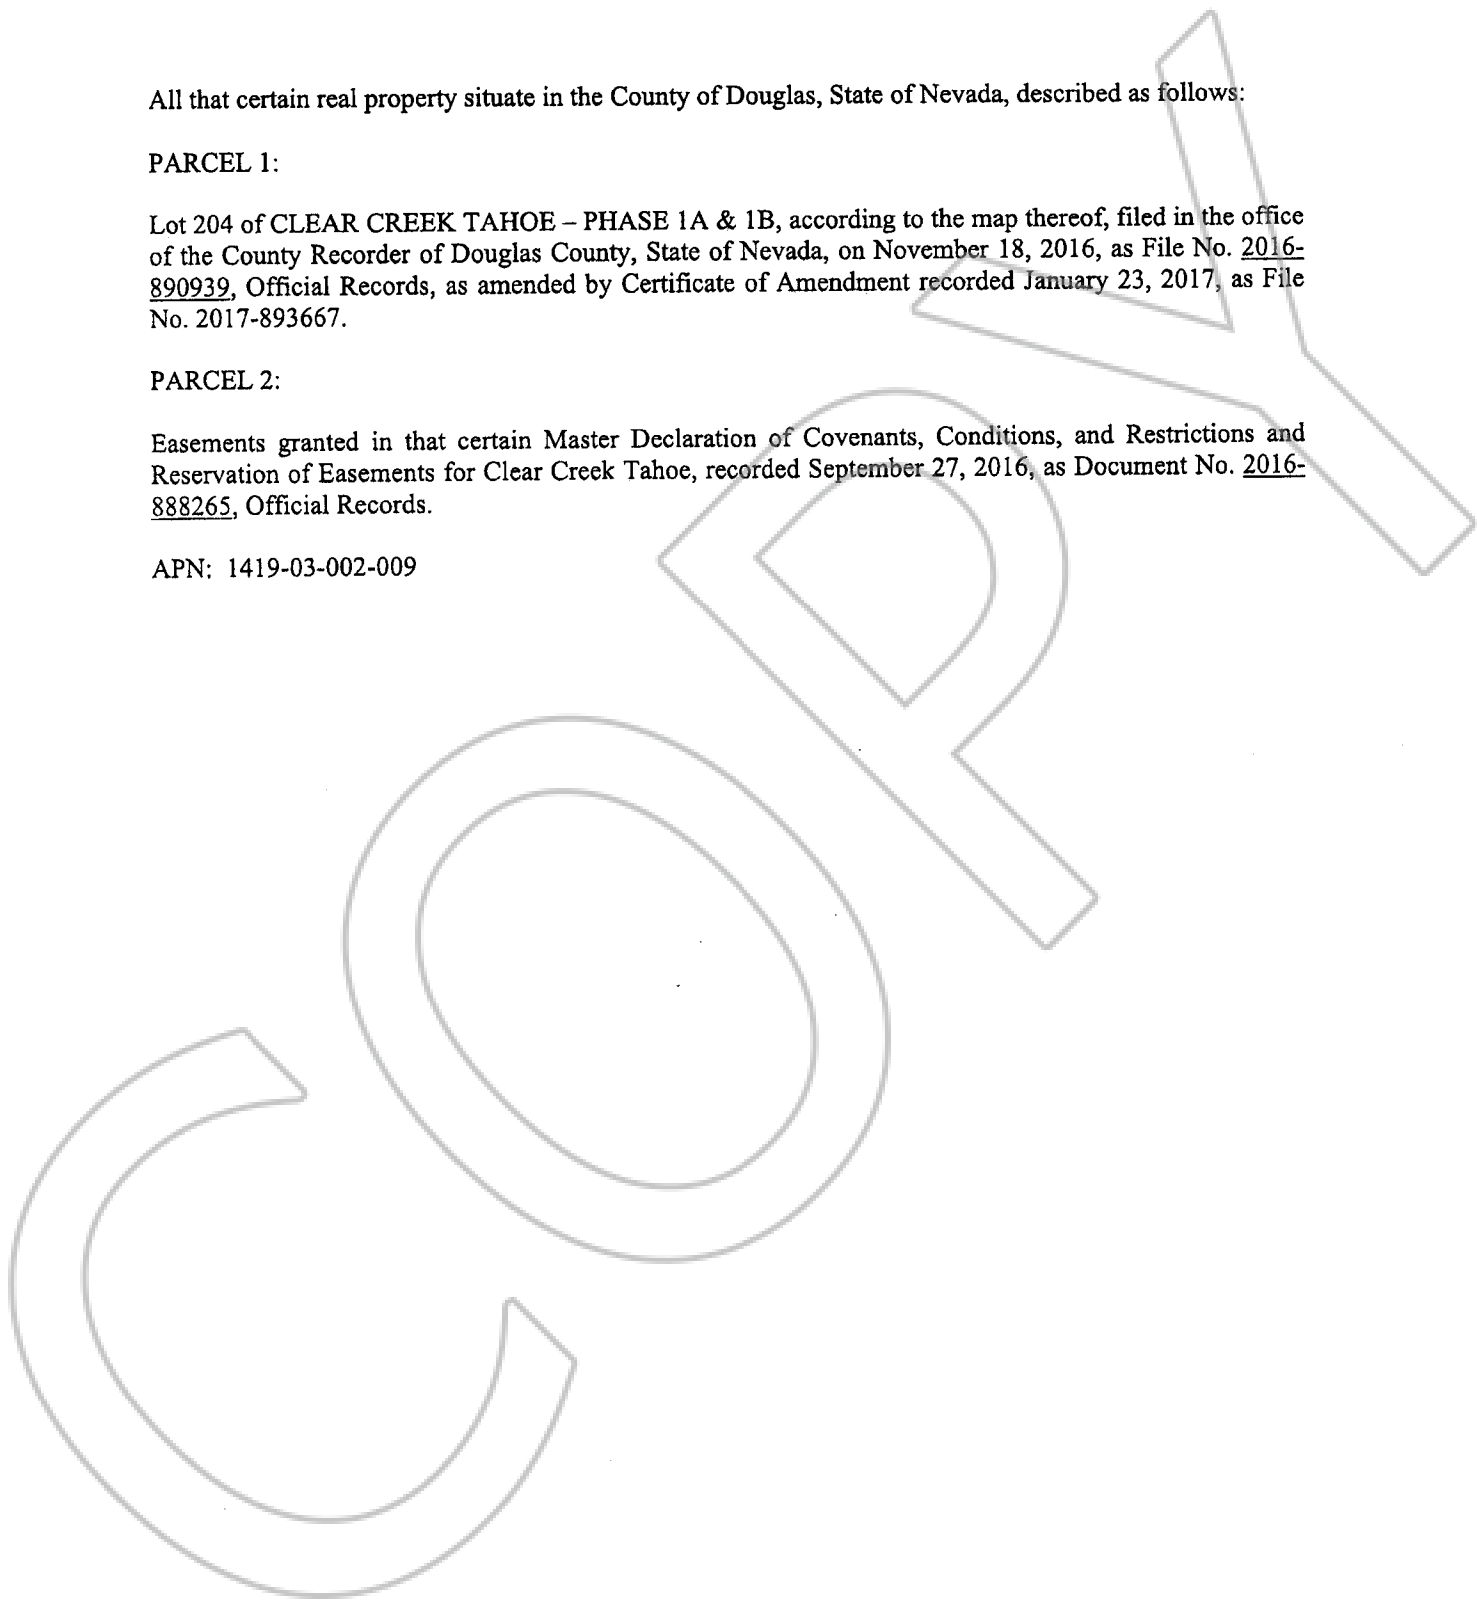 All that certain real property situate in the County of Douglas, State of Nevada, described as follows:
PARCEL 1:
Lot 204 of CLEAR CREEK TAHOE – PHASE 1A & 1B, according to the map thereof, filed in the office
of the County Recorder of Douglas County, State of Nevada, on November 18, 2016, as File No. 2016-
890939, Official Records, as amended by Certificate of Amendment recorded January 23, 2017, as File
No. 2017-893667.
PARCEL 2:
Easements granted in that certain Master Declaration of Covenants, Conditions, and Restrictions and
Reservation of Easements for Clear Creek Tahoe, recorded September 27, 2016, as Document No. 2016-
888265, Official Records.
APN: 1419-03-002-009
COPY